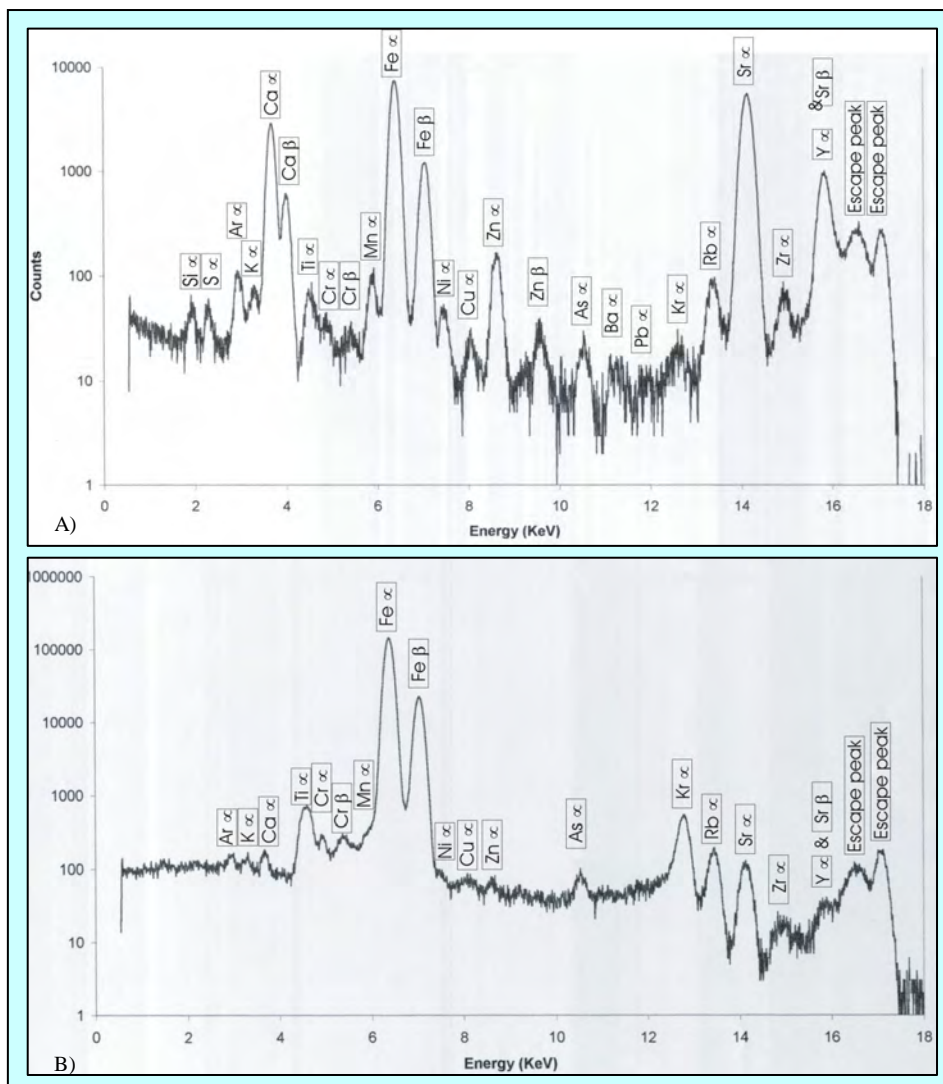 10000
1000
100
10
1
Counts
Si ∝
S ∝
Ar ∝
K ∝
Ca ∝
Ca β
Ti ∝
Cr ∝
Cr β
Mn ∝
Fe ∝
Fe β
Ni ∝
Cu ∝
Zn ∝
Zn β
As ∝
Ba ∝
Pb ∝
Kr ∝
Rb ∝
Sr ∝
Zr ∝
Y ∝ & Sr β
Escape peak
Escape peak
0 2 4 6 8 10 12 14 16 18
A)
Energy (KeV)
1000000
100000
10000
1000
100
10
1
Ar ∝
K ∝
Ca ∝
Ti ∝
Cr ∝
Cr β
Mn ∝
Fe ∝
Fe β
Ni ∝
Cu ∝
Zn ∝
As ∝
Kr ∝
Rb ∝
Sr ∝
Zr ∝
Y ∝ & Sr β
Escape peak
Escape peak
0 2 4 6 8 10 12 14 16 18
B)
Energy (KeV)